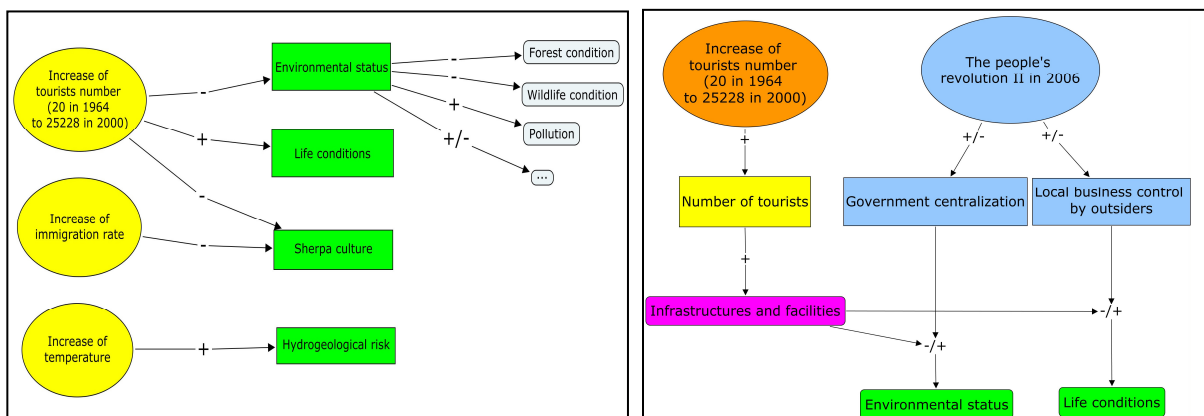 Increase of
tourists number
(20 in 1964
to 25228 in 2000)
-
Environmental status
-
Forest condition
-
Wildlife condition
+
Pollution
+/-
...
+
Life conditions
-
Increase of
immigration rate
-
Sherpa culture
Increase of
temperature
+
Hydrogeological risk
Increase of
tourists number
(20 in 1964
to 25228 in 2000)
The people's
revolution II in 2006
+
+/-
+/-
Number of tourists
Government centralization
Local business control
by outsiders
+
Infrastructures and facilities
-/+
-/+
Environmental status
Life conditions